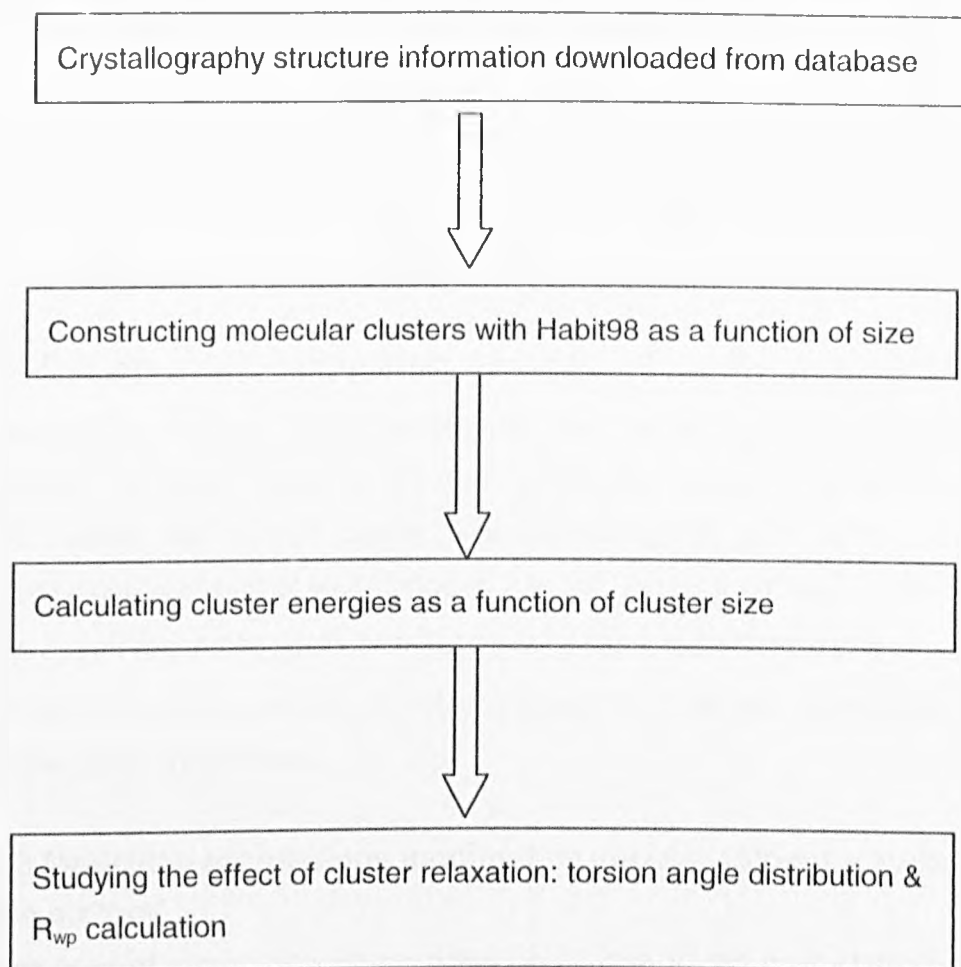 Crystallography structure information downloaded from database
Constructing molecular clusters with Habit98 as a function of size
Calculating cluster energies as a function of cluster size
Studying the effect of cluster relaxation: torsion angle distribution &
Rwp calculation